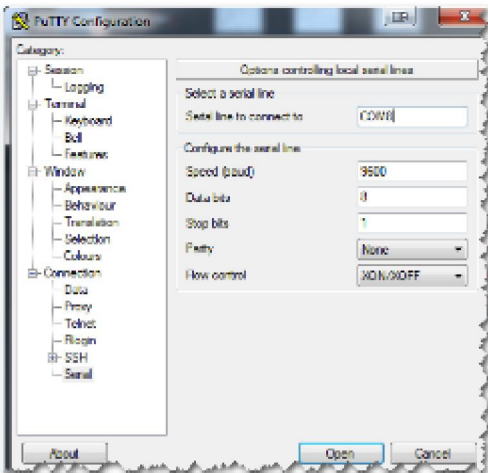 PuTTY Configuration
Category:
Session
Logging
Terminal
Keyboard
Bell
Features
Window
Appearance
Behaviour
Translation
Selection
Colours
Connection
Data
Proxy
Telnet
Rlogin
SSH
Serial
Options controlling local serial lines
Select a serial line
Serial line to connect to
COM8
Configure the serial line
Speed (baud)
9600
Data bits
8
Stop bits
1
Parity
None
Flow control
XON/XOFF
About
Open
Cancel